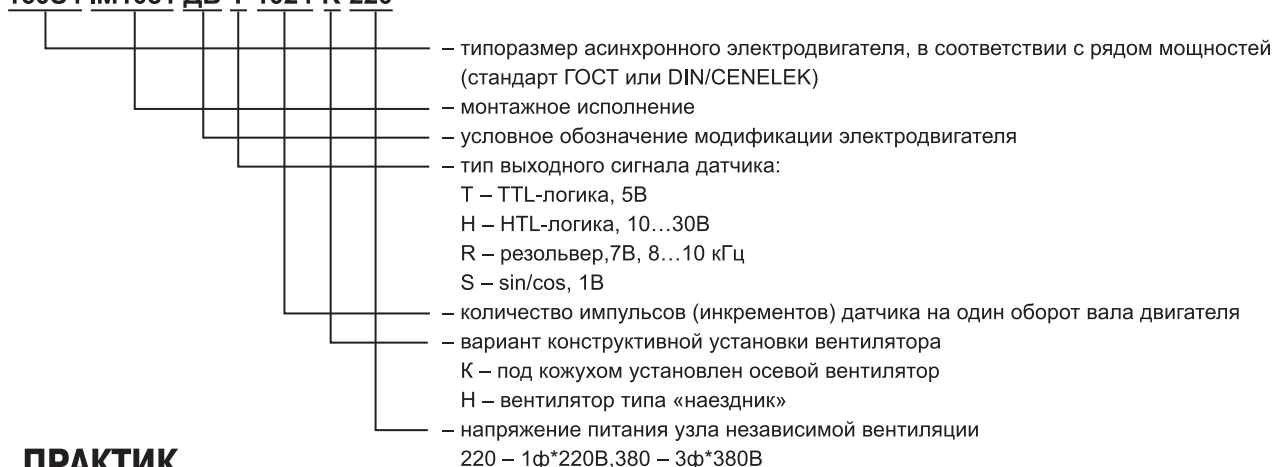 – типоразмер асинхронного электродвигателя, в соответствии с рядом мощностей
(стандарт ГОСТ или DIN/CENELEK)
– монтажное исполнение
– условное обозначение модификации электродвигателя
– тип выходного сигнала датчика:
Т – TTL-логика, 5В
Н – HTL-логика, 10...30В
R – резольвер,7В, 8...10 кГц
S – sin/cos, 1В
– количество импульсов (инкрементов) датчика на один оборот вала двигателя
– вариант конструктивной установки вентилятора
К – под кожухом установлен осевой вентилятор
Н – вентилятор типа «наездник»
– напряжение питания узла независимой вентиляции
220 – 1ф*220В,380 – 3ф*380В
ПРАКТИК